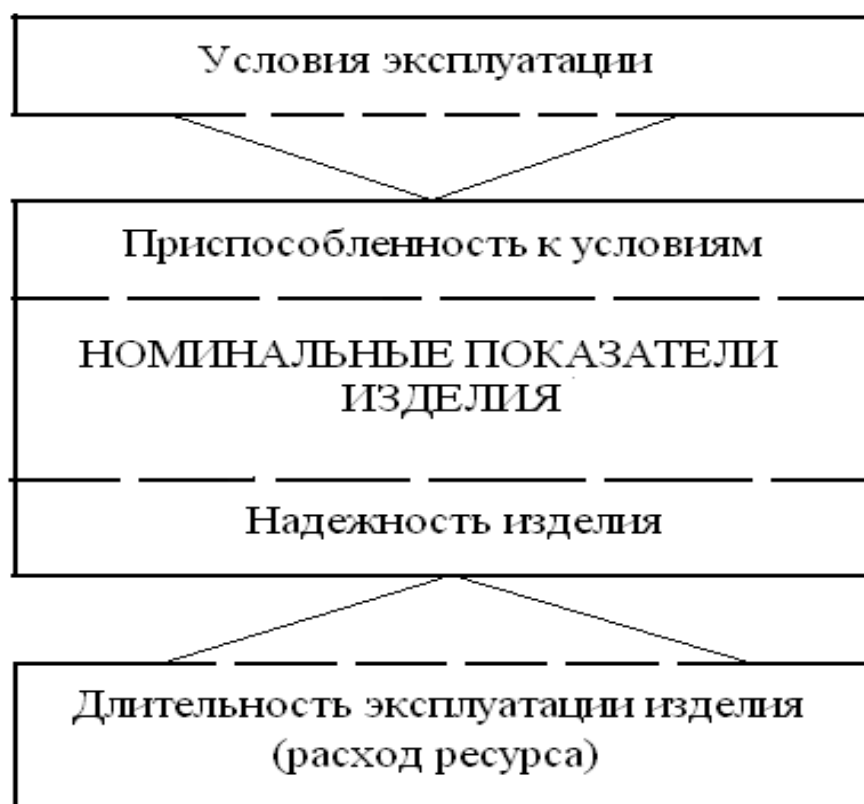 Условия эксплуатации
Приспособленность к условиям
НОМИНАЛЬНЫЕ ПОКАЗАТЕЛИ
ИЗДЕЛИЯ
Надежность изделия
Длительность эксплуатации изделия
(расход ресурса)